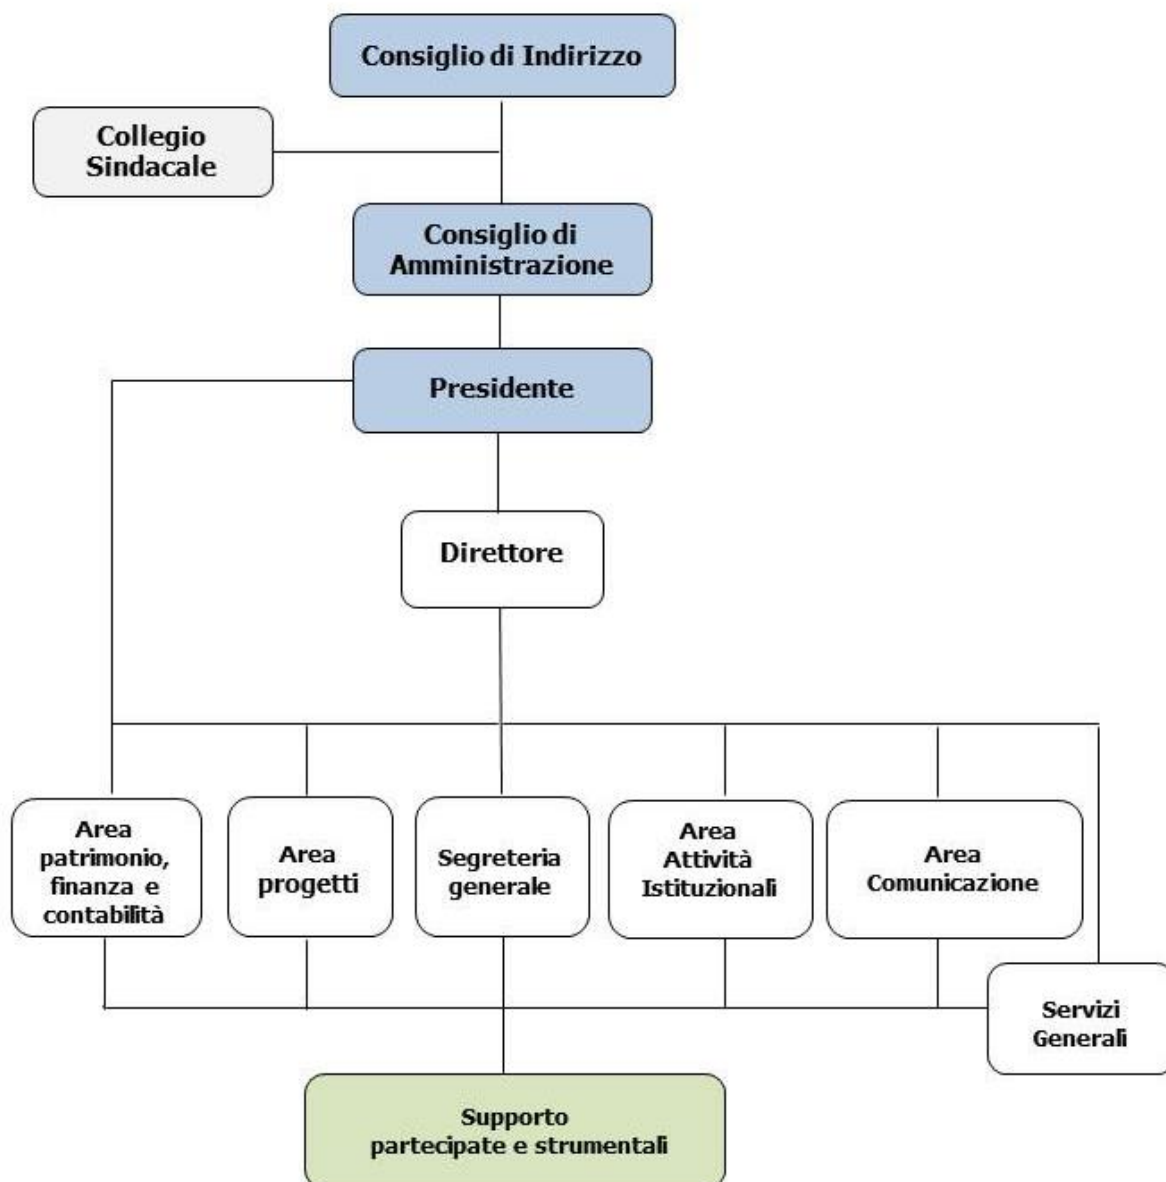 Consiglio di Indirizzo
Collegio
Sindacale
Consiglio di
Amministrazione
Presidente
Direttore
Area
patrimonio,
finanza e
contabilità
Area
progetti
Segreteria
generale
Area
Attività
Istituzionali
Area
Comunicazione
Servizi
Generali
Supporto
partecipate e strumentali